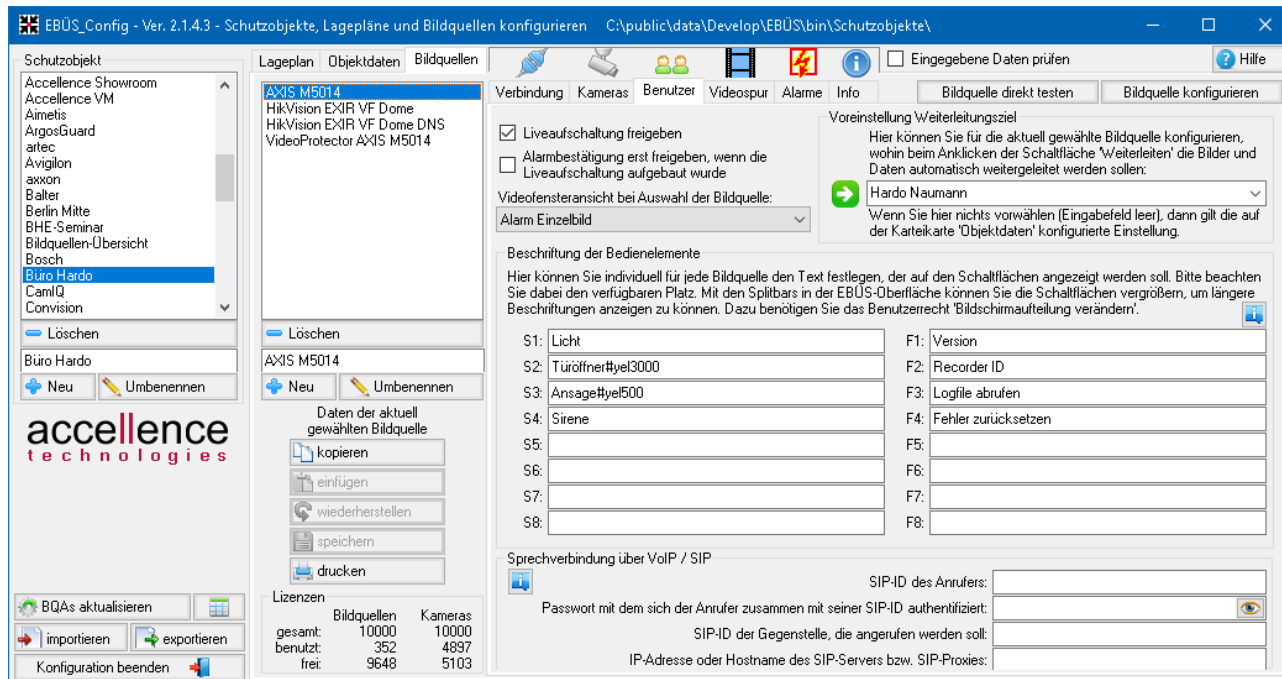 EBÜS_Config - Ver. 2.1.4.3 - Schutzobjekte, Lagepläne und Bildquellen konfigurieren C:\public\data\Develop\EBÜS\bin\Schutzobjekte\
Schutzobjekt
Accellence Showroom
Accellence VM
Aimetis
ArgosGuard
artec
Avigilon
axxon
Balter
Berlin Mitte
BHE-Seminar
Bildquellen-Übersicht
Bosch
Büro Hardo
CamIQ
Convision
Löschen
Büro Hardo
Neu Umbenennen
accellence
technologies
BQAs aktualisieren
importieren exportieren
Konfiguration beenden
Lageplan Objektdaten Bildquellen
AXIS M5014
HikVision EXIR VF Dome
HikVision EXIR VF Dome DNS
VideoProtector AXIS M5014
Löschen
AXIS M5014
Neu Umbenennen
Daten der aktuell
gewählten Bildquelle
kopieren
einfügen
wiederherstellen
speichern
drucken
Lizenzen
Bildquellen Kameras
gesamt: 10000 10000
benutzt: 352 4897
frei: 9648 5103
Eingegebene Daten prüfen Hilfe
Verbindung Kameras Benutzer Videospur Alarme Info Bildquelle direkt testen Bildquelle konfigurieren
Liveaufschaltung freigeben
Alarmbestätigung erst freigeben, wenn die
Liveaufschaltung aufgebaut wurde
Videofensteransicht bei Auswahl der Bildquelle:
Alarm Einzelbild
Voreinstellung Weiterleitungsziel
Hier können Sie für die aktuell gewählte Bildquelle konfigurieren,
wohin beim Anklicken der Schaltfläche 'Weiterleiten' die Bilder und
Daten automatisch weitergeleitet werden sollen:
Hardo Naumann
Wenn Sie hier nichts vorwählen (Eingabefeld leer), dann gilt die auf
der Karteikarte 'Objektdaten' konfigurierte Einstellung.
Beschriftung der Bedienelemente
Hier können Sie individuell für jede Bildquelle den Text festlegen, der auf den Schaltflächen angezeigt werden soll. Bitte beachten
Sie dabei den verfügbaren Platz. Mit den Splitbars in der EBÜS-Oberfläche können Sie die Schaltflächen vergrößern, um längere
Beschriftungen anzeigen zu können. Dazu benötigen Sie das Benutzerrecht 'Bildschirmaufteilung verändern'.
S1: Licht F1: Version
S2: Türöffner#yel3000 F2: Recorder ID
S3: Ansage#yel500 F3: Logfile abrufen
S4: Sirene F4: Fehler zurücksetzen
S5: F5:
S6: F6:
S7: F7:
S8: F8:
Sprechverbindung über VoIP / SIP
SIP-ID des Anrufers:
Passwort mit dem sich der Anrufer zusammen mit seiner SIP-ID authentifiziert:
SIP-ID der Gegenstelle, die angerufen werden soll:
IP-Adresse oder Hostname des SIP-Servers bzw. SIP-Proxies: